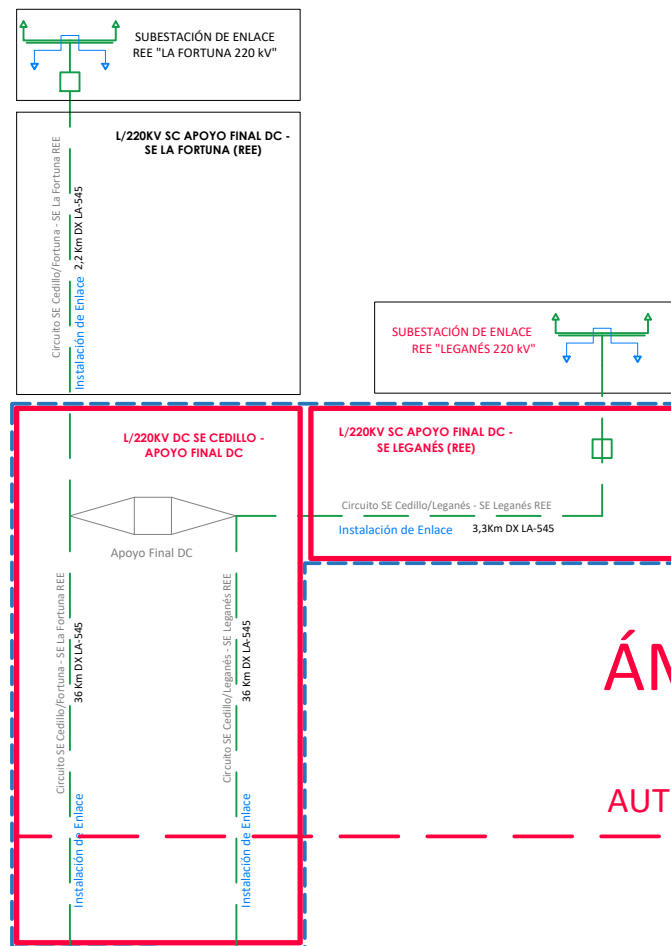 SUBESTACIÓN DE ENLACE
REE "LA FORTUNA 220 kV"
L/220KV SC APOYO FINAL DC -
SE LA FORTUNA (REE)
Circuito SE Cedillo/Fortuna - SE La Fortuna REE
2,2 Km DX LA-545
Instalación de Enlace
SUBESTACIÓN DE ENLACE
REE "LEGANÉS 220 kV"
L/220KV DC SE CEDILLO -
APOYO FINAL DC
L/220KV SC APOYO FINAL DC -
SE LEGANÉS (REE)
Circuito SE Cedillo/Leganés - SE Leganés REE
Instalación de Enlace
3,3Km DX LA-545
Apoyo Final DC
Circuito SE Cedillo/Fortuna - SE La Fortuna REE
36 Km DX LA-545
Instalación de Enlace
Circuito SE Cedillo/Leganés - SE Leganés REE
36 Km DX LA-545
Instalación de Enlace
AUT